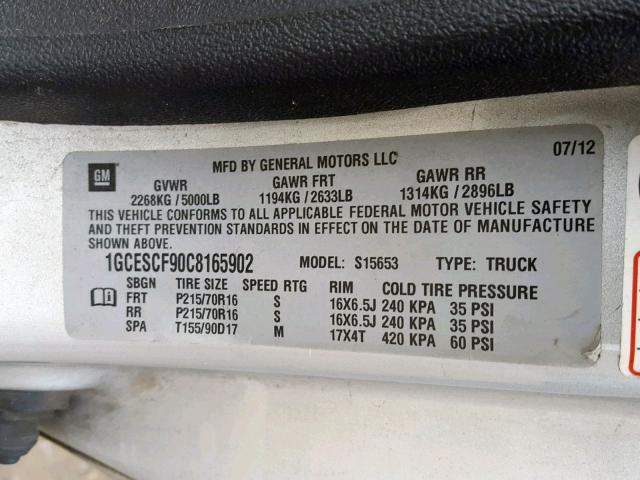 MFD BY GENERAL MOTORS LLC 07/12
GM
GVWR GAWR FRT GAWR RR
2268KG / 5000LB 1194KG / 2633LB 1314KG / 2896LB
THIS VEHICLE CONFORMS TO ALL APPLICABLE FEDERAL MOTOR VEHICLE SAFETY
AND THEFT PREVENTION STANDARDS IN EFFECT ON THE DATE OF MANUFACTURE
SHOWN ABOVE.
1GCESCF90C8165902 MODEL: S15653 TYPE: TRUCK
SBGN TIRE SIZE SPEED RTG RIM COLD TIRE PRESSURE
FRT P215/70R16 S 16X6.5J 240 KPA 35 PSI
RR P215/70R16 S 16X6.5J 240 KPA 35 PSI
SPA T155/90D17 M 17X4T 420 KPA 60 PSI